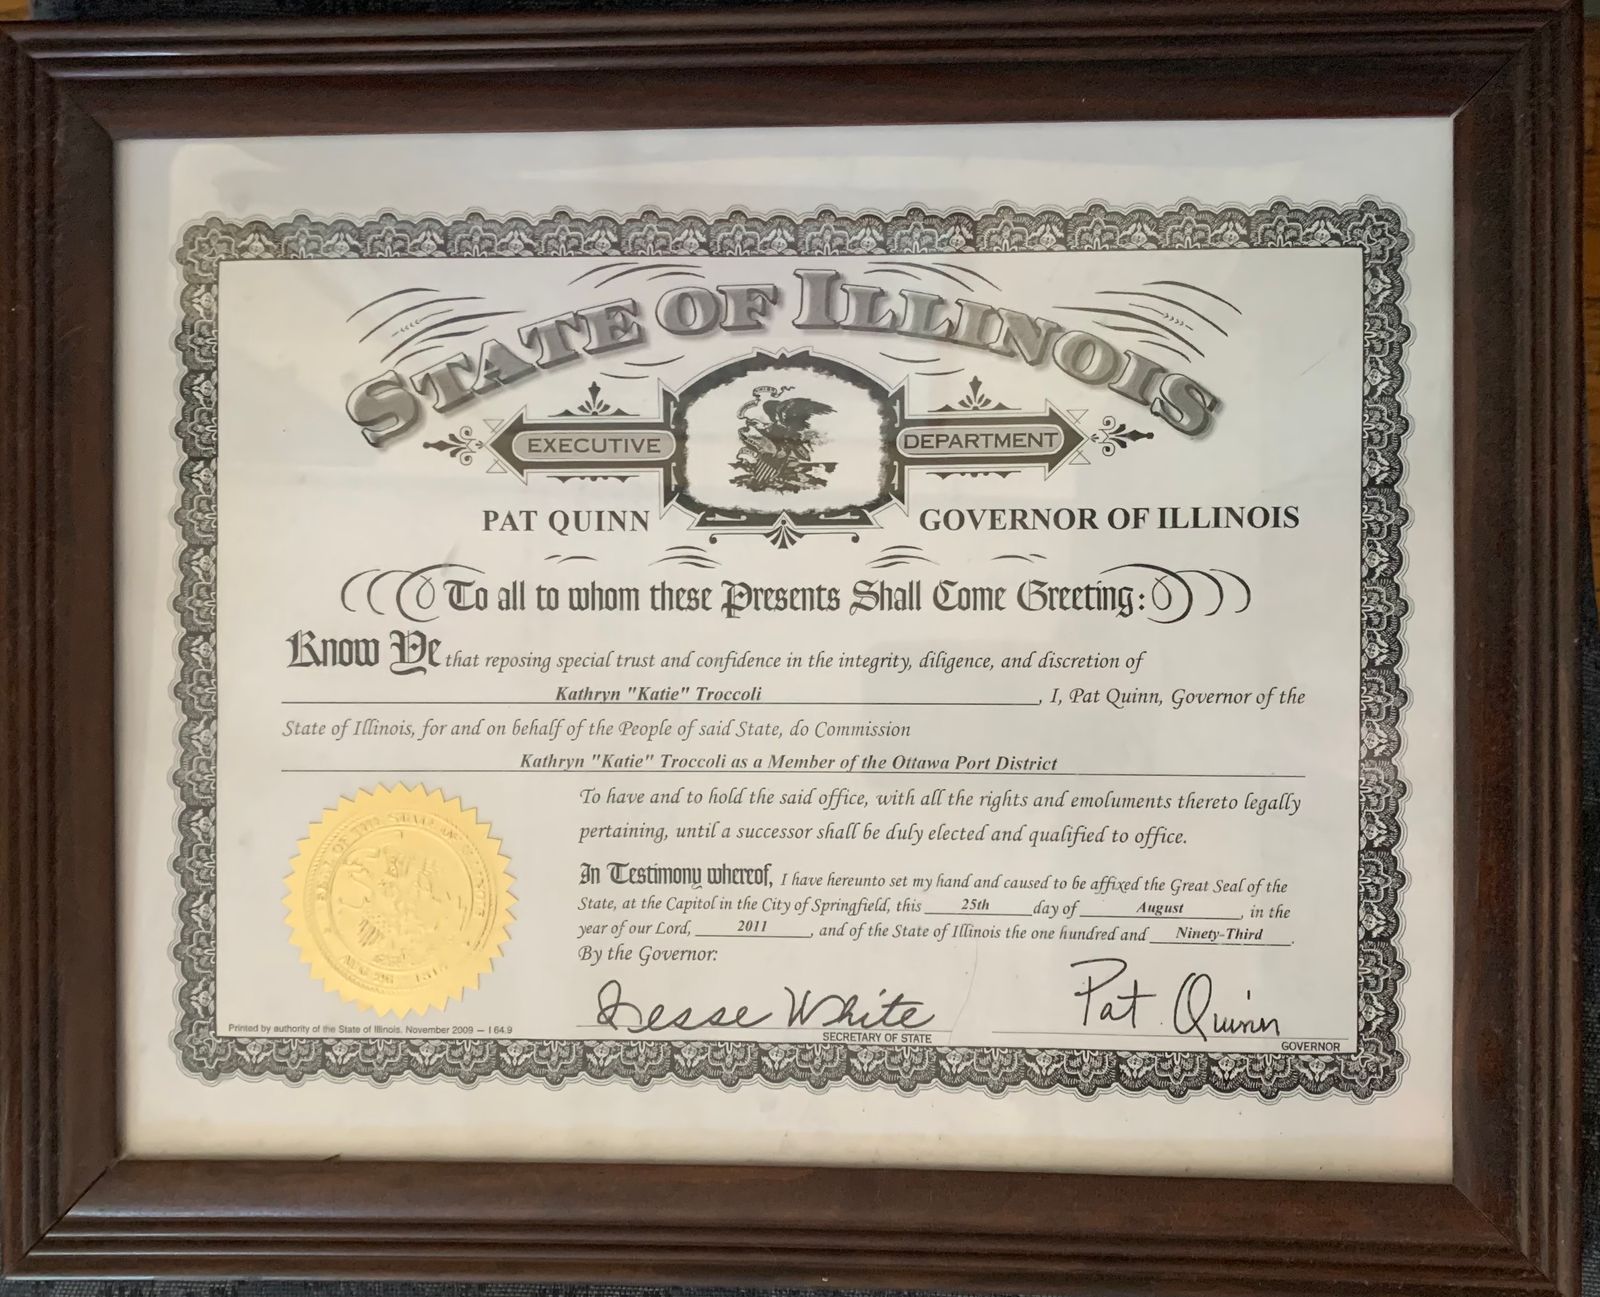 STATE OF ILLINOIS
EXECUTIVE DEPARTMENT
PAT QUINN GOVERNOR OF ILLINOIS
To all to whom these Presents Shall Come Greeting:
Know Ye that reposing special trust and confidence in the integrity, diligence, and discretion of
Kathryn "Katie" Troccoli, I, Pat Quinn, Governor of the
State of Illinois, for and on behalf of the People of said State, do Commission
Kathryn "Katie" Troccoli as a Member of the Ottawa Port District
To have and to hold the said office, with all the rights and emoluments thereto legally
pertaining, until a successor shall be duly elected and qualified to office.
In Testimony whereof, I have hereunto set my hand and caused to be affixed the Great Seal of the
State, at the Capitol in the City of Springfield, this 25th day of August, in the
year of our Lord, 2011, and of the State of Illinois the one hundred and Ninety-Third.
By the Governor:
Jesse White
SECRETARY OF STATE
Pat Quinn
GOVERNOR
SEAL OF THE STATE OF ILLINOIS
AUG. 26
Printed by authority of the State of Illinois. November 2009 — I 64.9